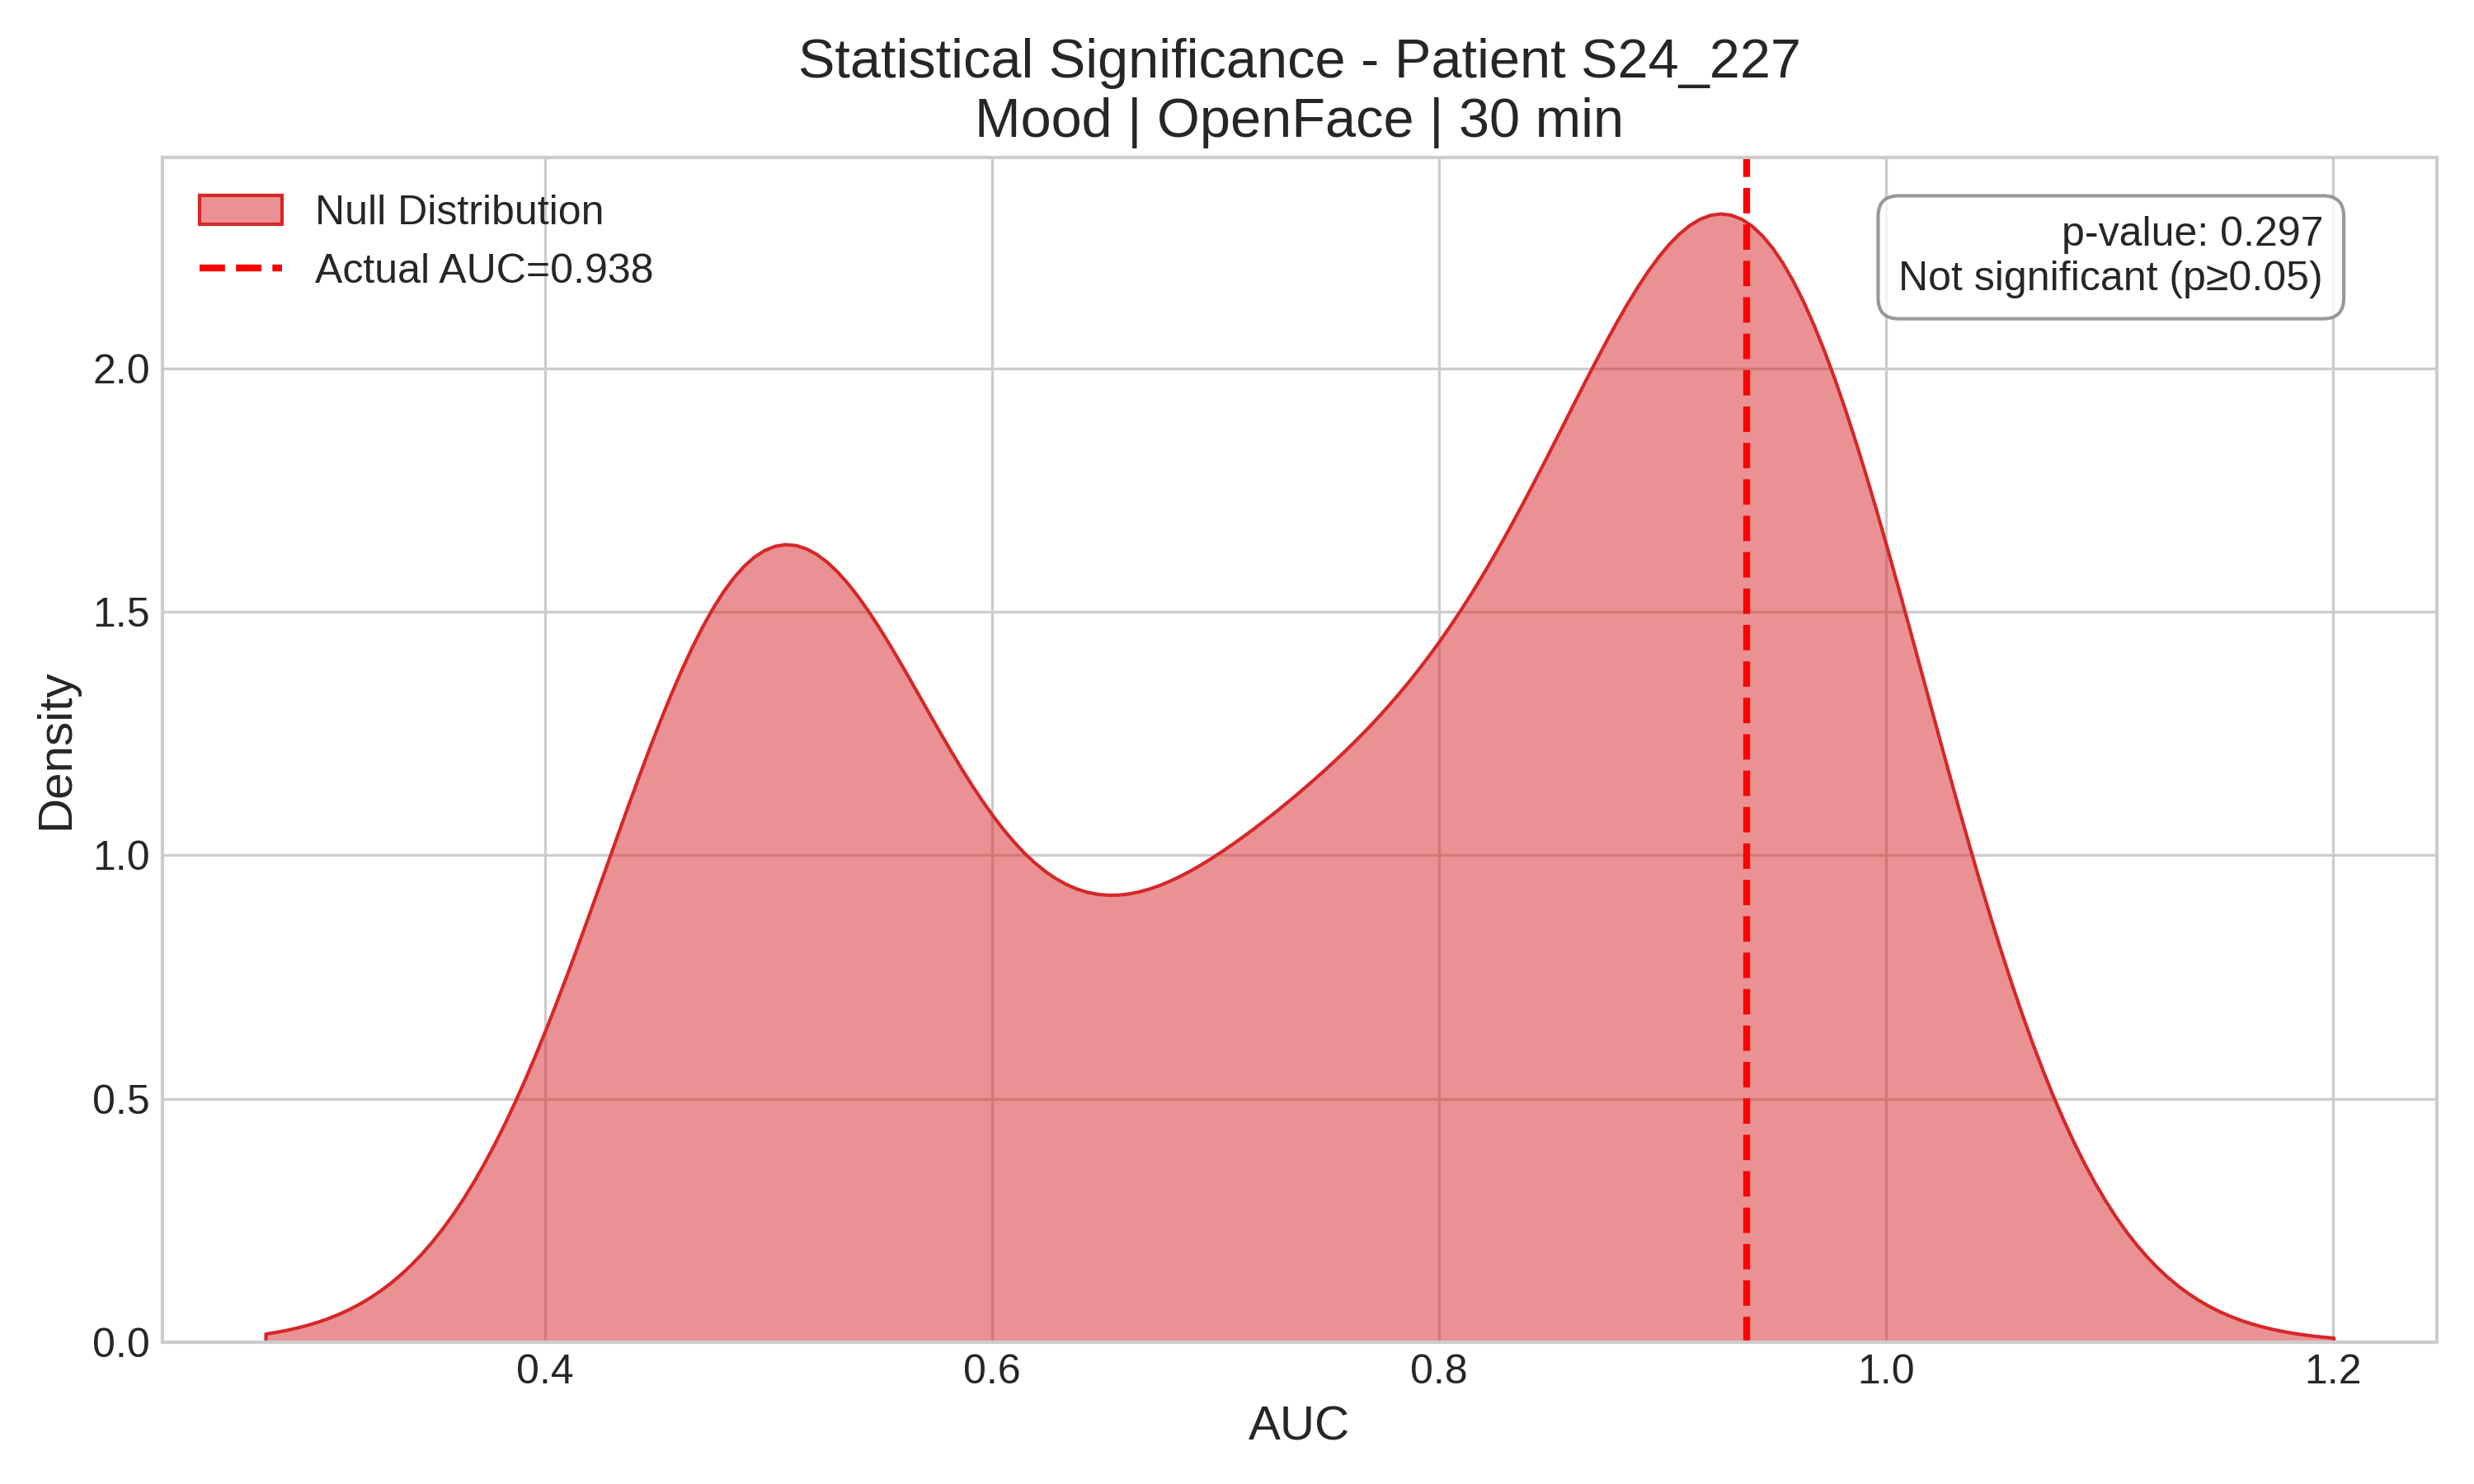 Statistical Significance - Patient S24_227
Mood | OpenFace | 30 min
Null Distribution
Actual AUC=0.938
p-value: 0.297
Not significant (p≥0.05)
Density
2.0
1.5
1.0
0.5
0.0
0.4
0.6
0.8
1.0
1.2
AUC